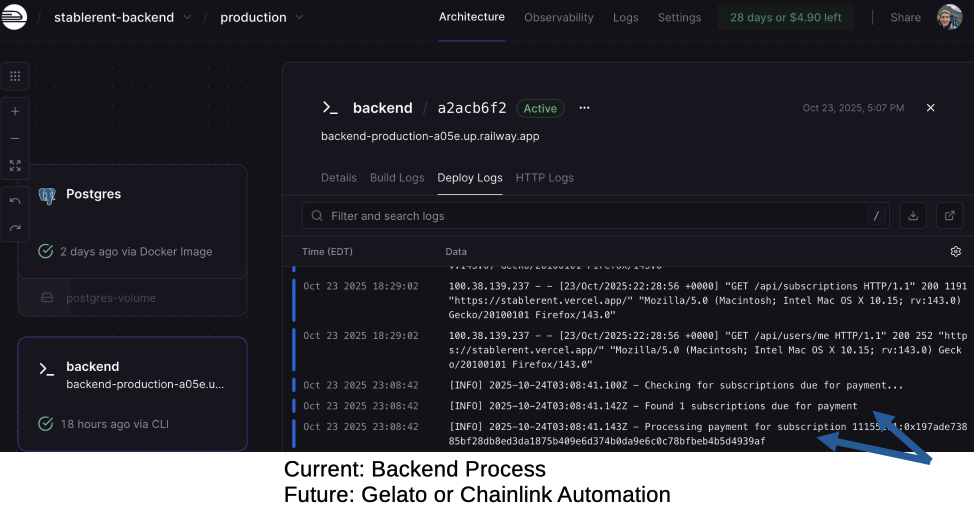 stablerent-backend / production
Architecture Observability Logs Settings 28 days or $4.90 left Share
backend / a2acb6f2 Active ··· Oct 23, 2025, 5:07 PM
backend-production-a05e.up.railway.app
Details Build Logs Deploy Logs HTTP Logs
Postgres
2 days ago via Docker Image
postgres-volume
backend
backend-production-a05e.u...
18 hours ago via CLI
Filter and search logs /
Time (EDT) Data
Oct 23 2025 18:29:02 100.38.139.237 - - [23/Oct/2025:22:28:56 +0000] "GET /api/subscriptions HTTP/1.1" 200 1191
"https://stablerent.vercel.app/" "Mozilla/5.0 (Macintosh; Intel Mac OS X 10.15; rv:143.0)
Gecko/20100101 Firefox/143.0"
Oct 23 2025 18:29:02 100.38.139.237 - - [23/Oct/2025:22:28:56 +0000] "GET /api/users/me HTTP/1.1" 200 252 "http
s://stablerent.vercel.app/" "Mozilla/5.0 (Macintosh; Intel Mac OS X 10.15; rv:143.0) Geck
o/20100101 Firefox/143.0"
Oct 23 2025 23:08:42 [INFO] 2025-10-24T03:08:41.100Z - Checking for subscriptions due for payment...
Oct 23 2025 23:08:42 [INFO] 2025-10-24T03:08:41.142Z - Found 1 subscriptions due for payment
Oct 23 2025 23:08:42 [INFO] 2025-10-24T03:08:41.143Z - Processing payment for subscription
85bf28db8ed3da1875b409e6d374b0da9e6c0c78bfbeb4b5d4939af
Current: Backend Process
Future: Gelato or Chainlink Automation